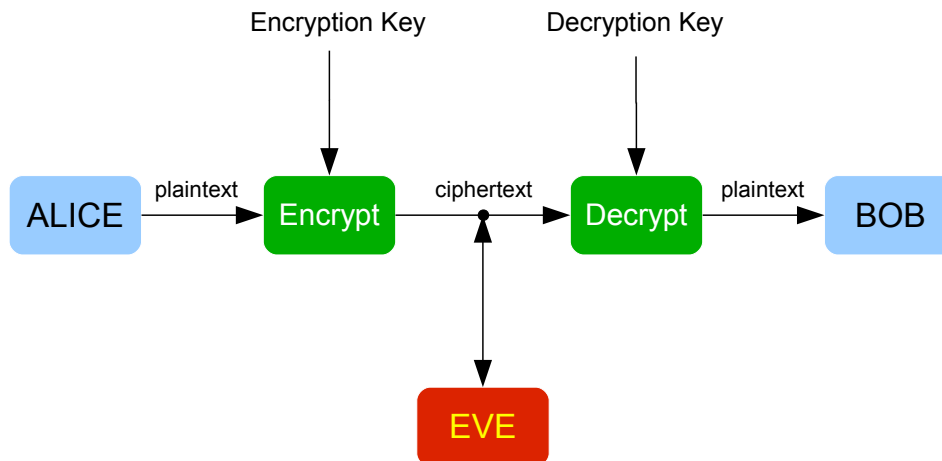 Encryption Key
Decryption Key
plaintext
ciphertext
plaintext
ALICE
Encrypt
Decrypt
BOB
EVE